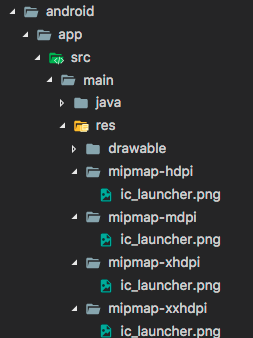 android
app
src
main
java
res
drawable
mipmap-hdpi
ic_launcher.png
mipmap-mdpi
ic_launcher.png
mipmap-xhdpi
ic_launcher.png
mipmap-xxhdpi
ic_launcher.png